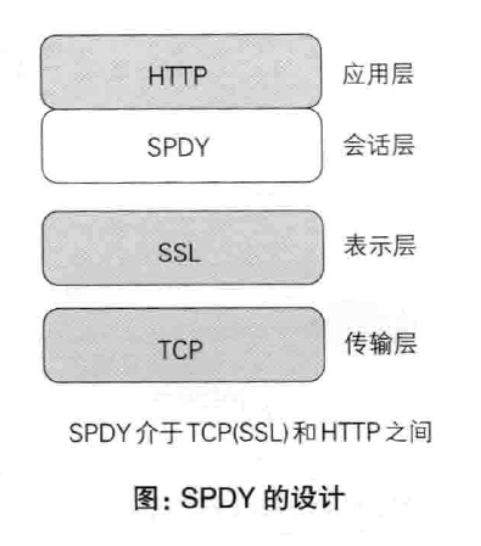 HTTP 应用层
SPDY 会话层
SSL 表示层
TCP 传输层
SPDY 介于 TCP(SSL) 和 HTTP 之间
图：SPDY 的设计